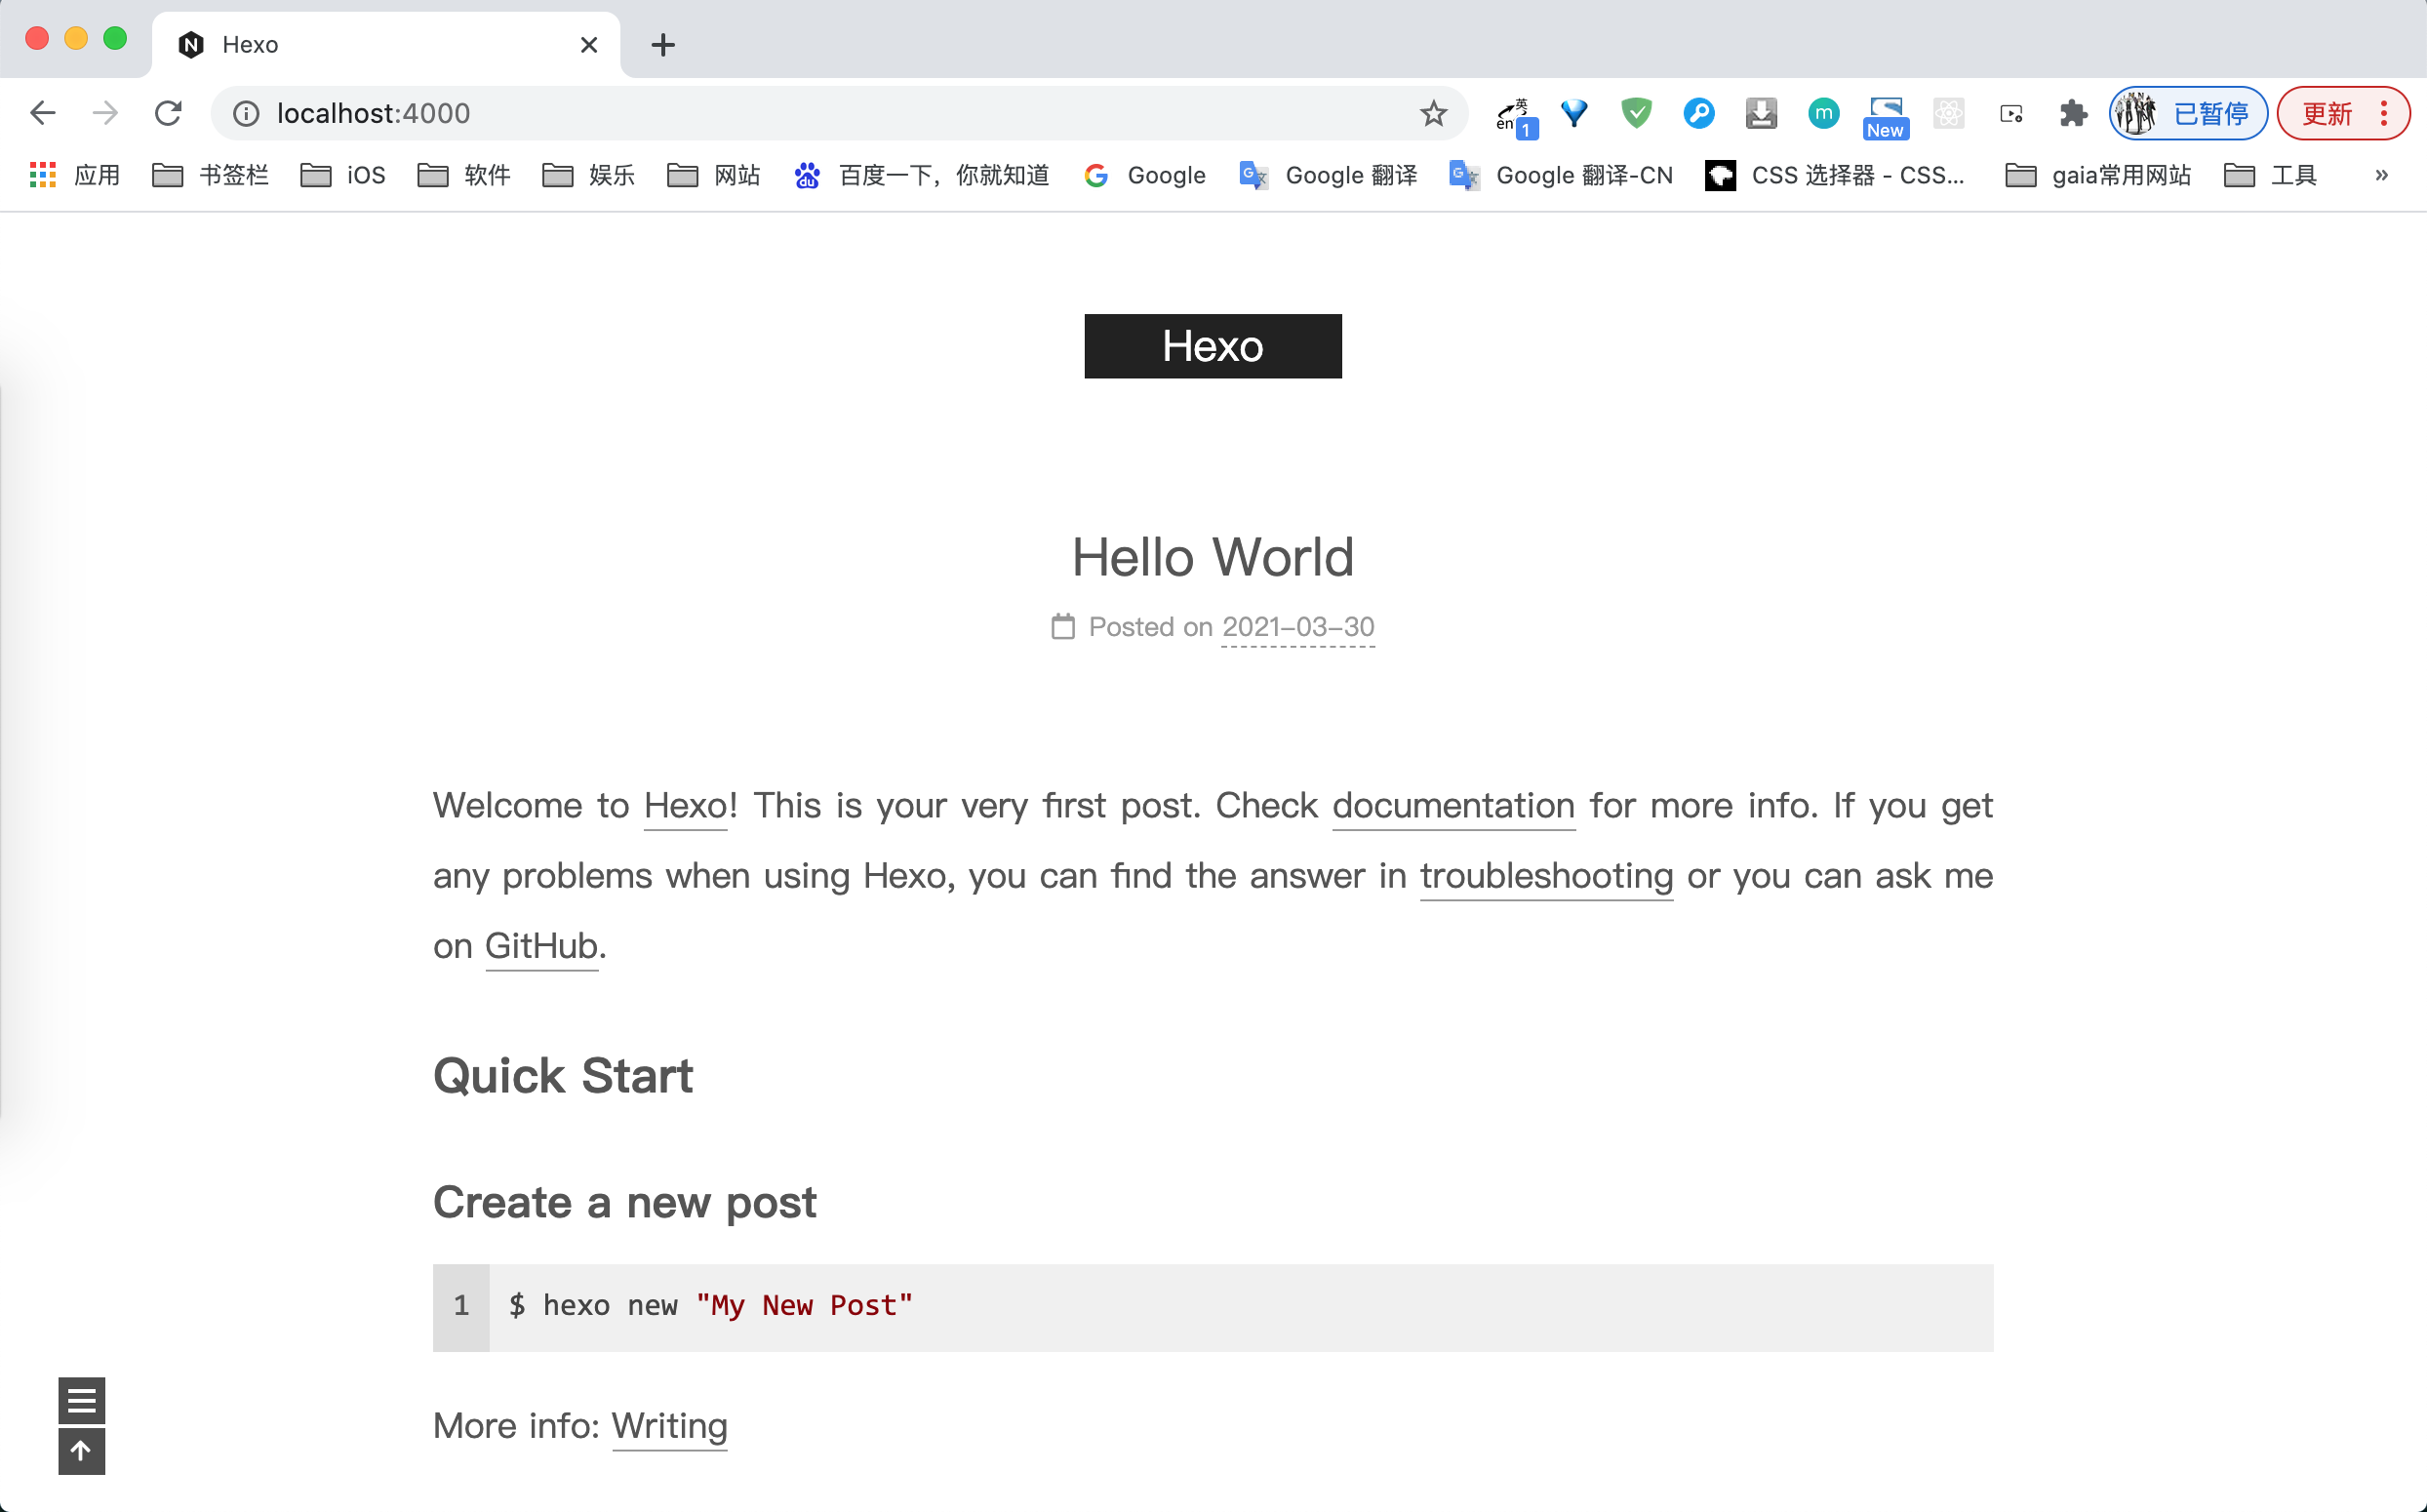 Hexo
localhost:4000
英
en
1
m
New
已暂停
更新
应用
书签栏
iOS
软件
娱乐
网站
百度一下，你就知道
Google
Google 翻译
Google 翻译-CN
CSS 选择器 - CSS...
gaia常用网站
工具
»
Hexo
Hello World
Posted on 2021-03-30
Welcome to Hexo! This is your very first post. Check documentation for more info. If you get
any problems when using Hexo, you can find the answer in troubleshooting or you can ask me
on GitHub.
Quick Start
Create a new post
1 $ hexo new "My New Post"
More info: Writing